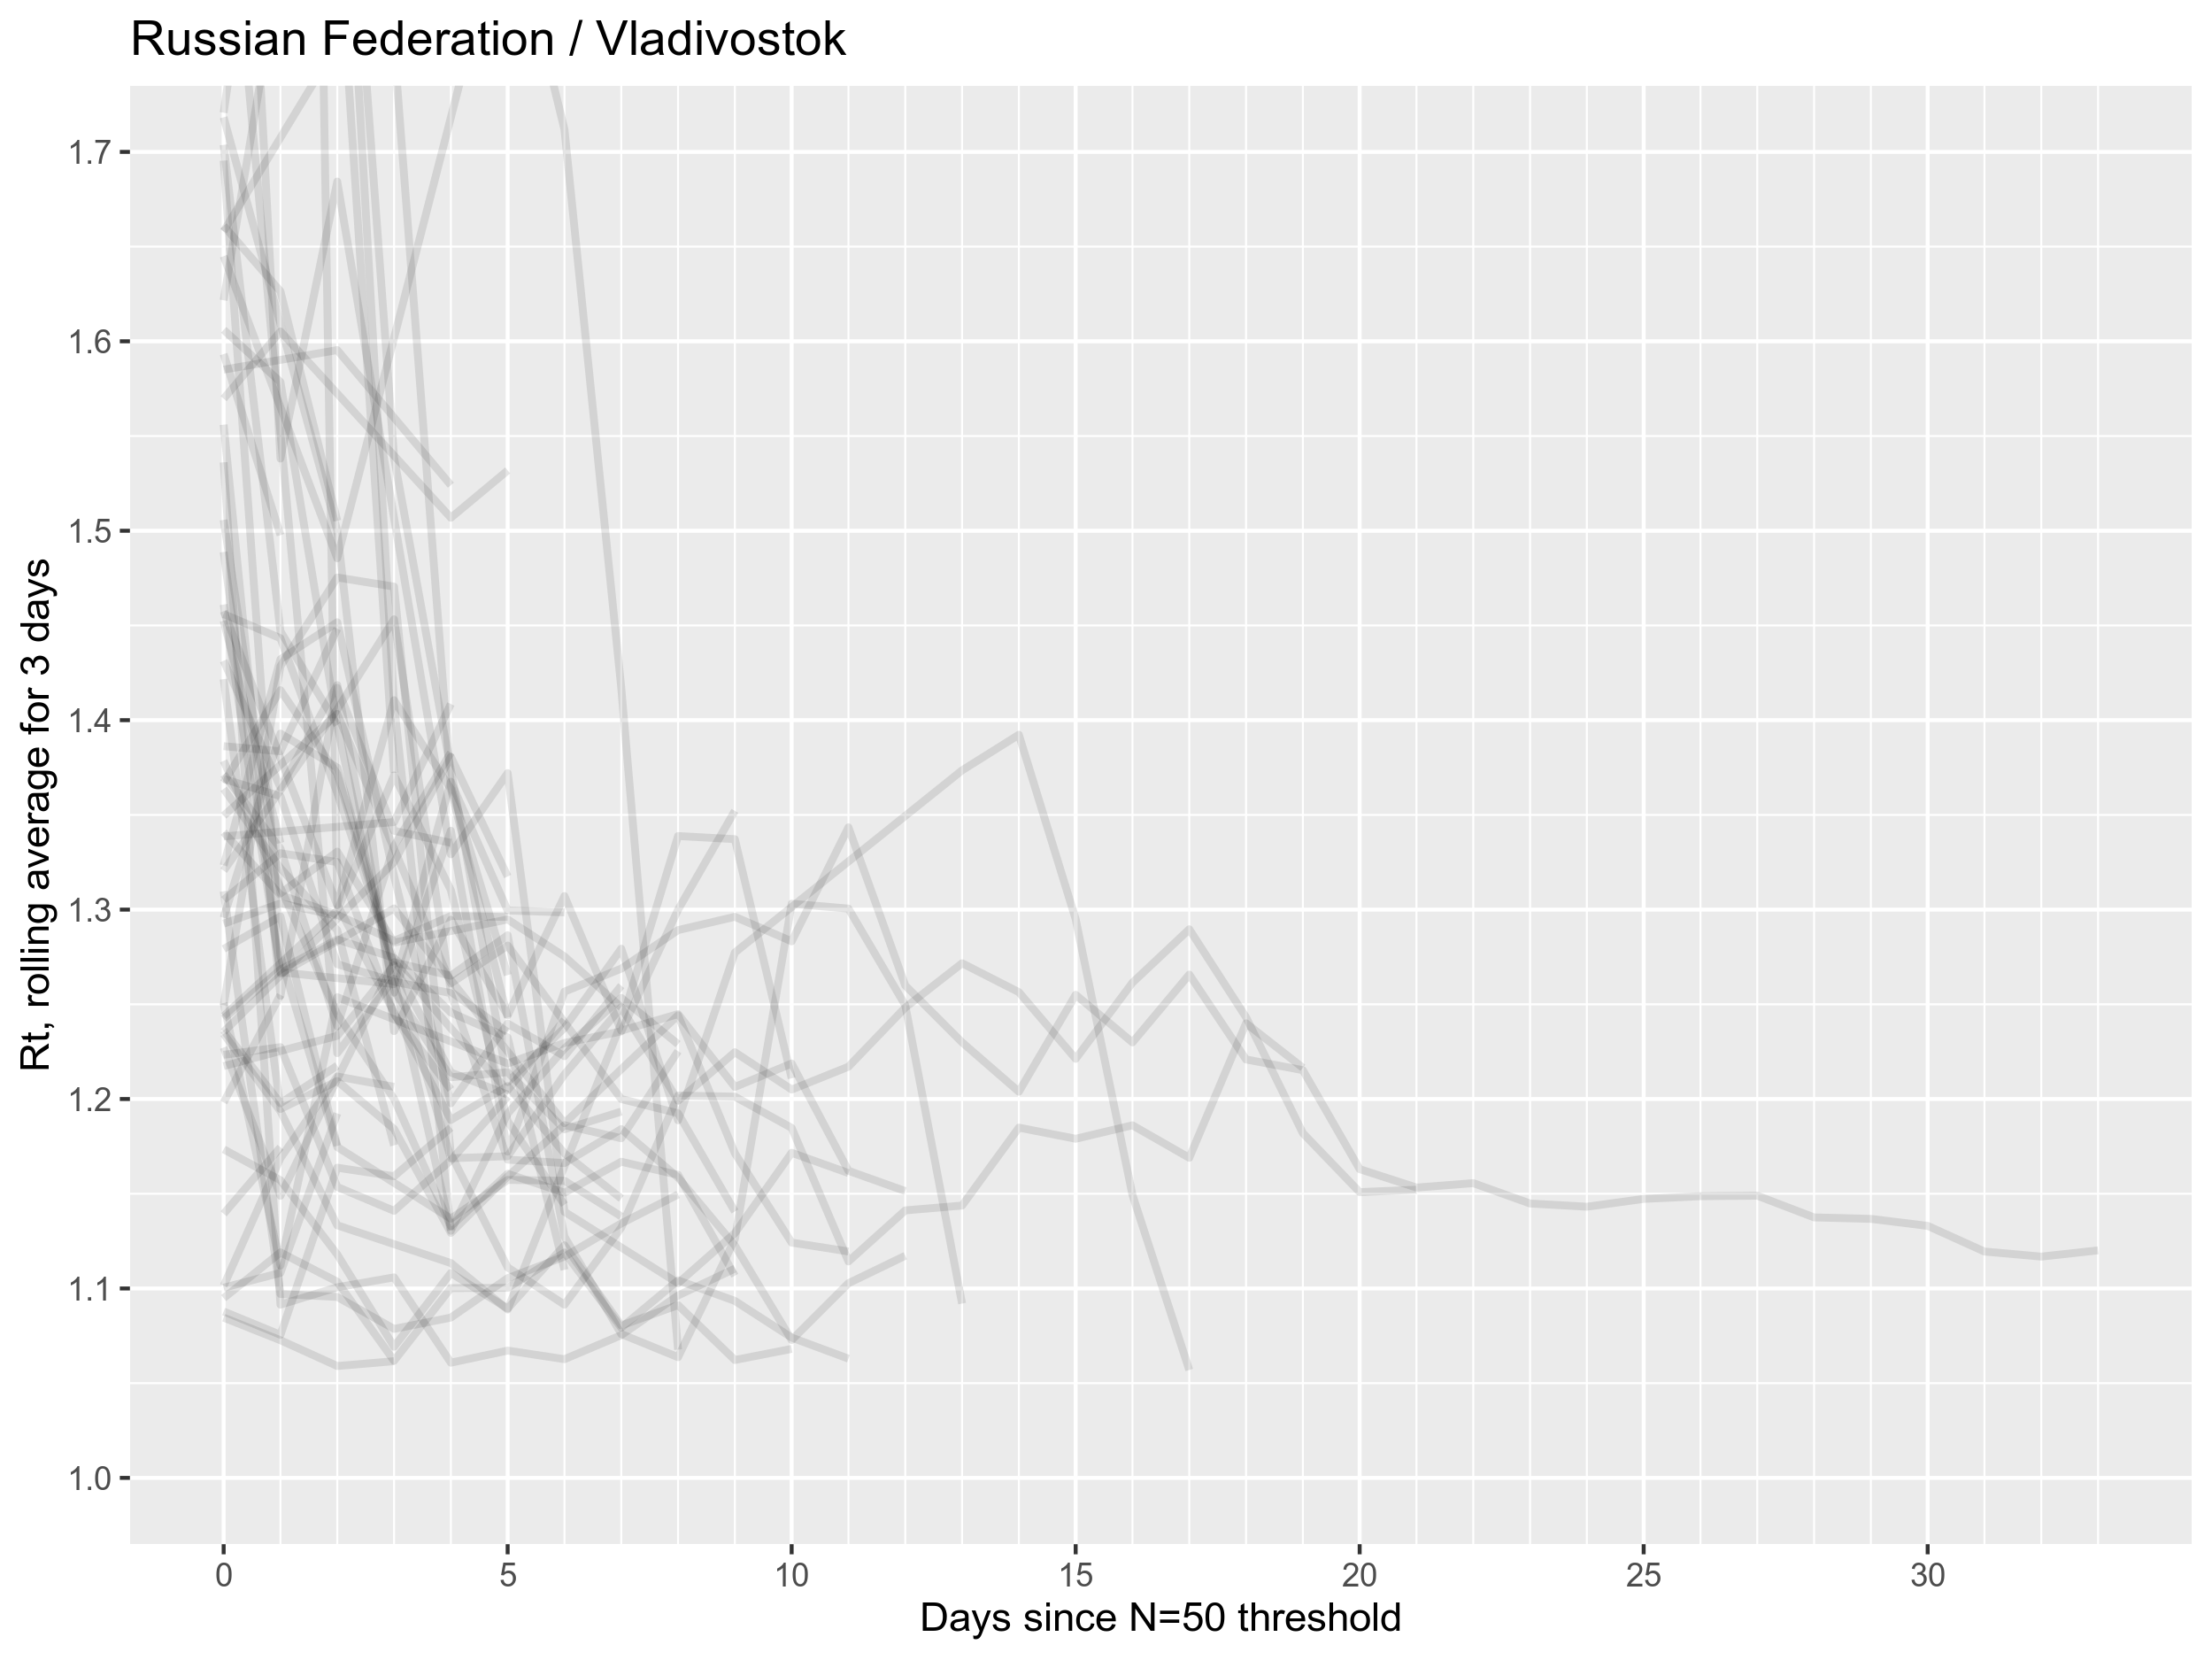 Russian Federation / Vladivostok
Rt, rolling average for 3 days
1.7
1.6
1.5
1.4
1.3
1.2
1.1
1.0
0 5 10 15 20 25 30
Days since N=50 threshold